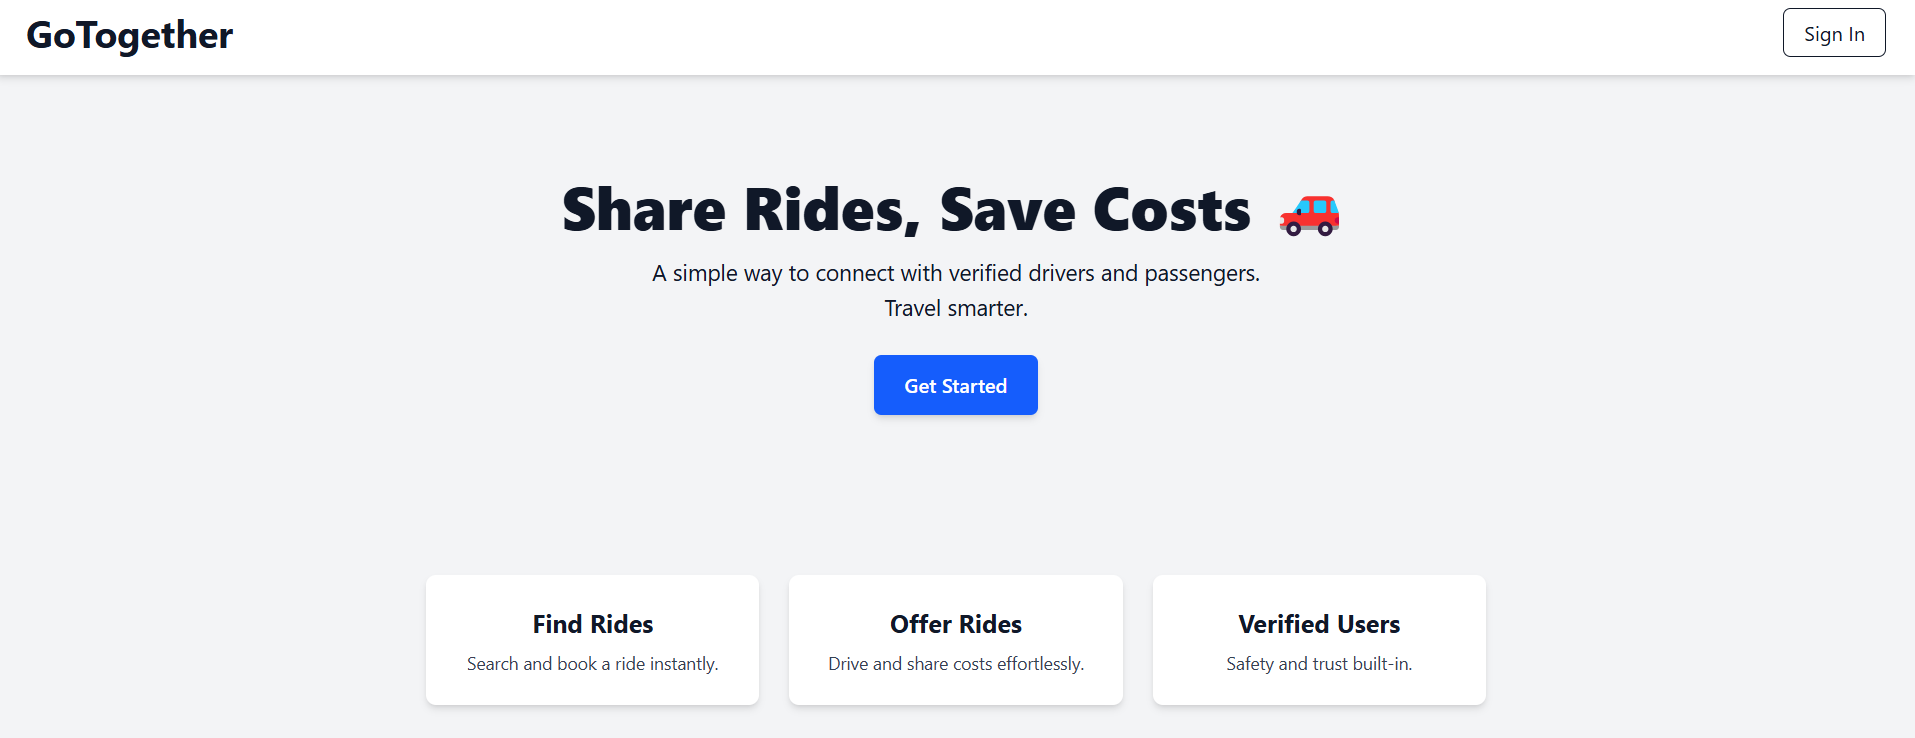 GoTogether
Sign In
Share Rides, Save Costs 🚗
A simple way to connect with verified drivers and passengers.
Travel smarter.
Get Started
Find Rides
Search and book a ride instantly.
Offer Rides
Drive and share costs effortlessly.
Verified Users
Safety and trust built-in.